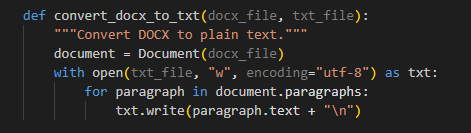 def convert_docx_to_txt(docx_file, txt_file):
    """Convert DOCX to plain text."""
    document = Document(docx_file)
    with open(txt_file, "w", encoding="utf-8") as txt:
        for paragraph in document.paragraphs:
            txt.write(paragraph.text + "\n")